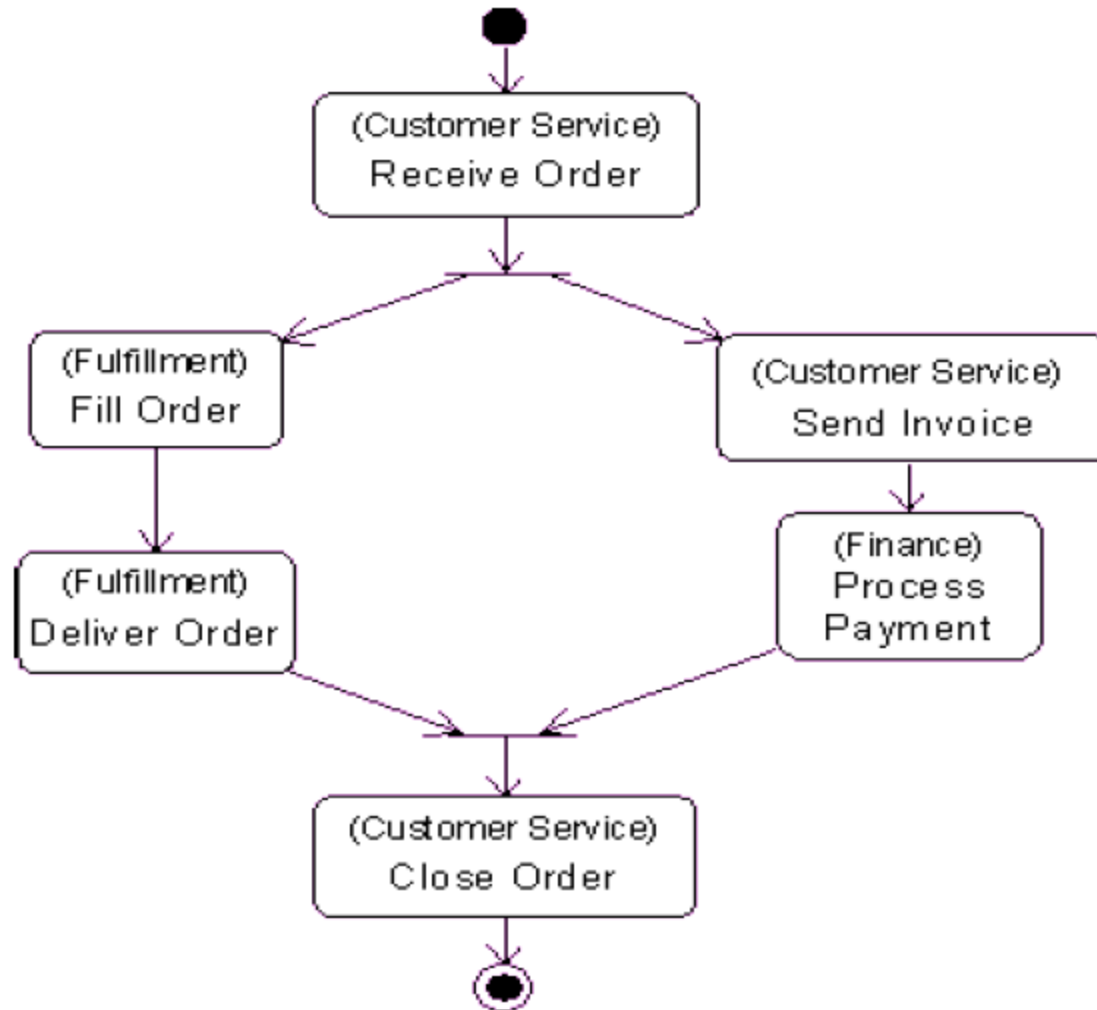 (Customer Service)
Receive Order
(Fulfillment)
Fill Order
(Customer Service)
Send Invoice
(Fulfillment)
Deliver Order
(Finance)
Process
Payment
(Customer Service)
Close Order